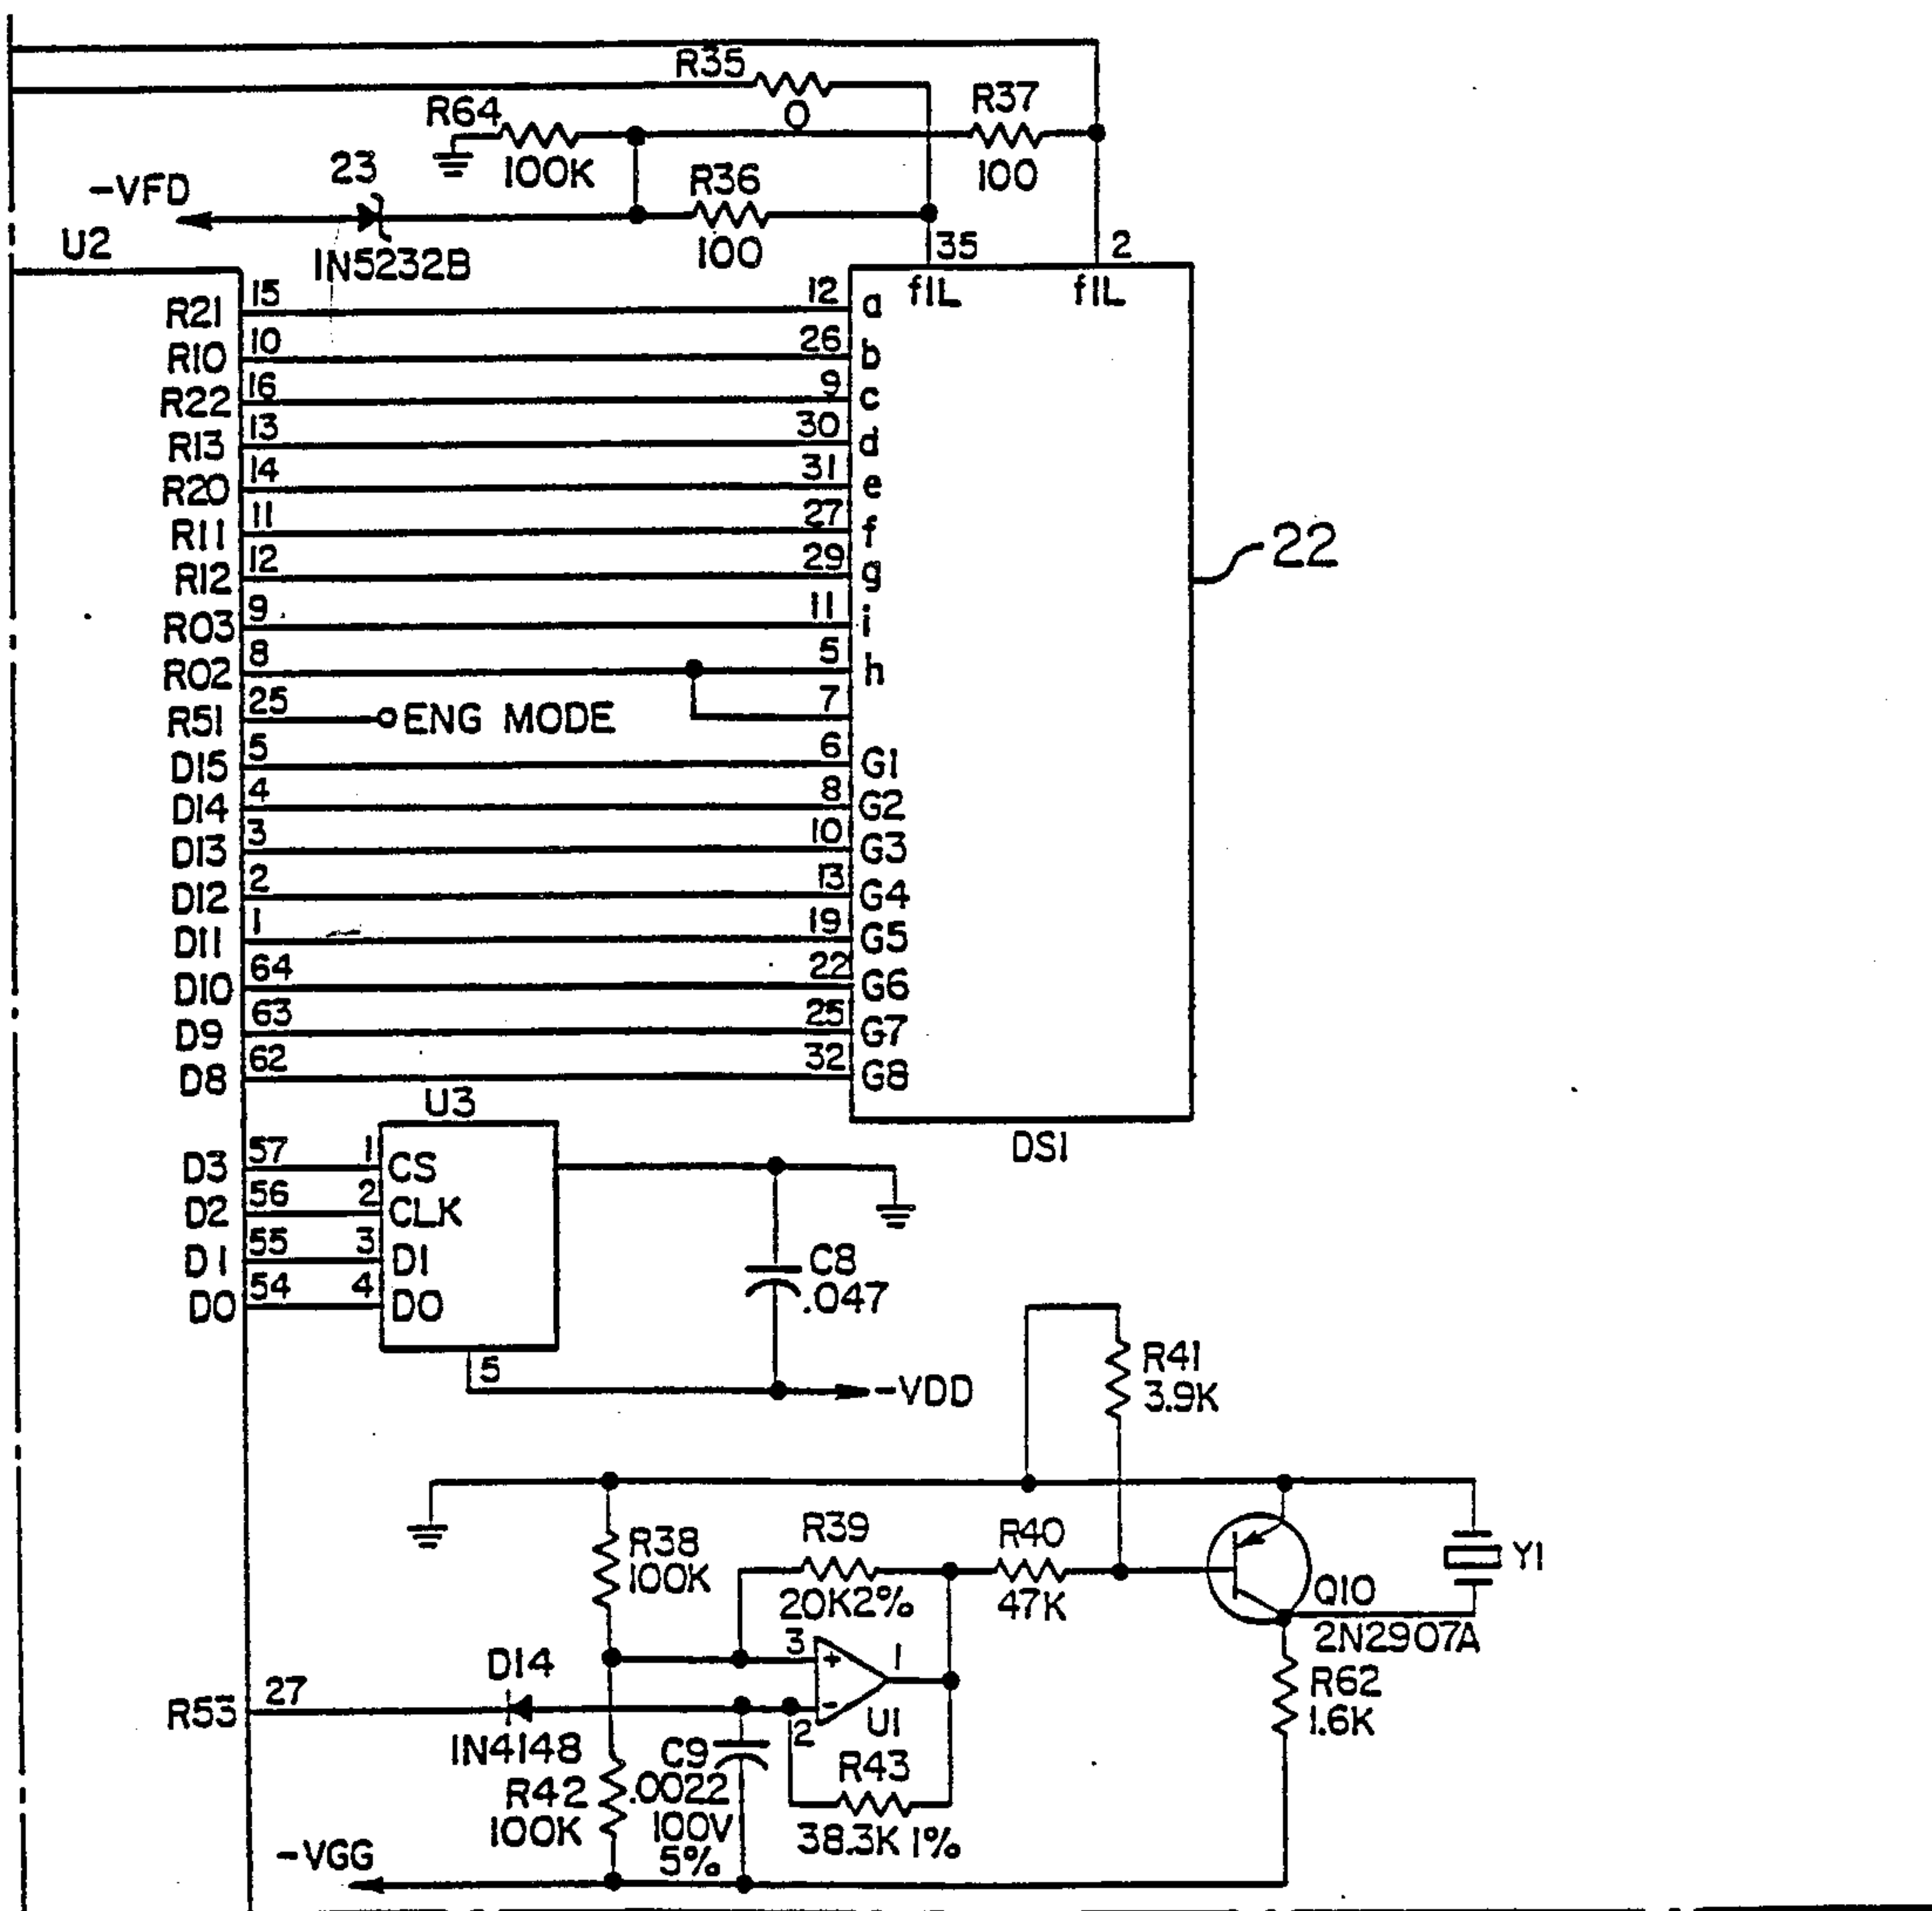 R35
0
R64
100K
R37
100
23
-VFD
1N5232B
R36
100
U2
35
2
fIL
fIL
R21 15 12 a
R10 10 26 b
R22 16 9 c
R13 13 30 d
R20 14 31 e
R11 11 27 f
R12 12 29 g
R03 9 11 i
R02 8 5 h
7
R51 25 ENG MODE
D15 5 6 G1
D14 4 8 G2
D13 3 10 G3
D12 2 13 G4
D11 1 19 G5
D10 64 22 G6
D9 63 25 G7
D8 62 32 G8
22
DS1
U3
D3 57 1 CS
D2 56 2 CLK
D1 55 3 DI
D0 54 4 DO
5
C8
.047
-VDD
R41
3.9K
R38
100K
R39
20K2%
R40
47K
Q10
2N2907A
Y1
R62
1.6K
3
+
1
-
2
U1
R53 27
D14
1N4148
R42
100K
C9
.0022
100V
5%
R43
38.3K 1%
-VGG